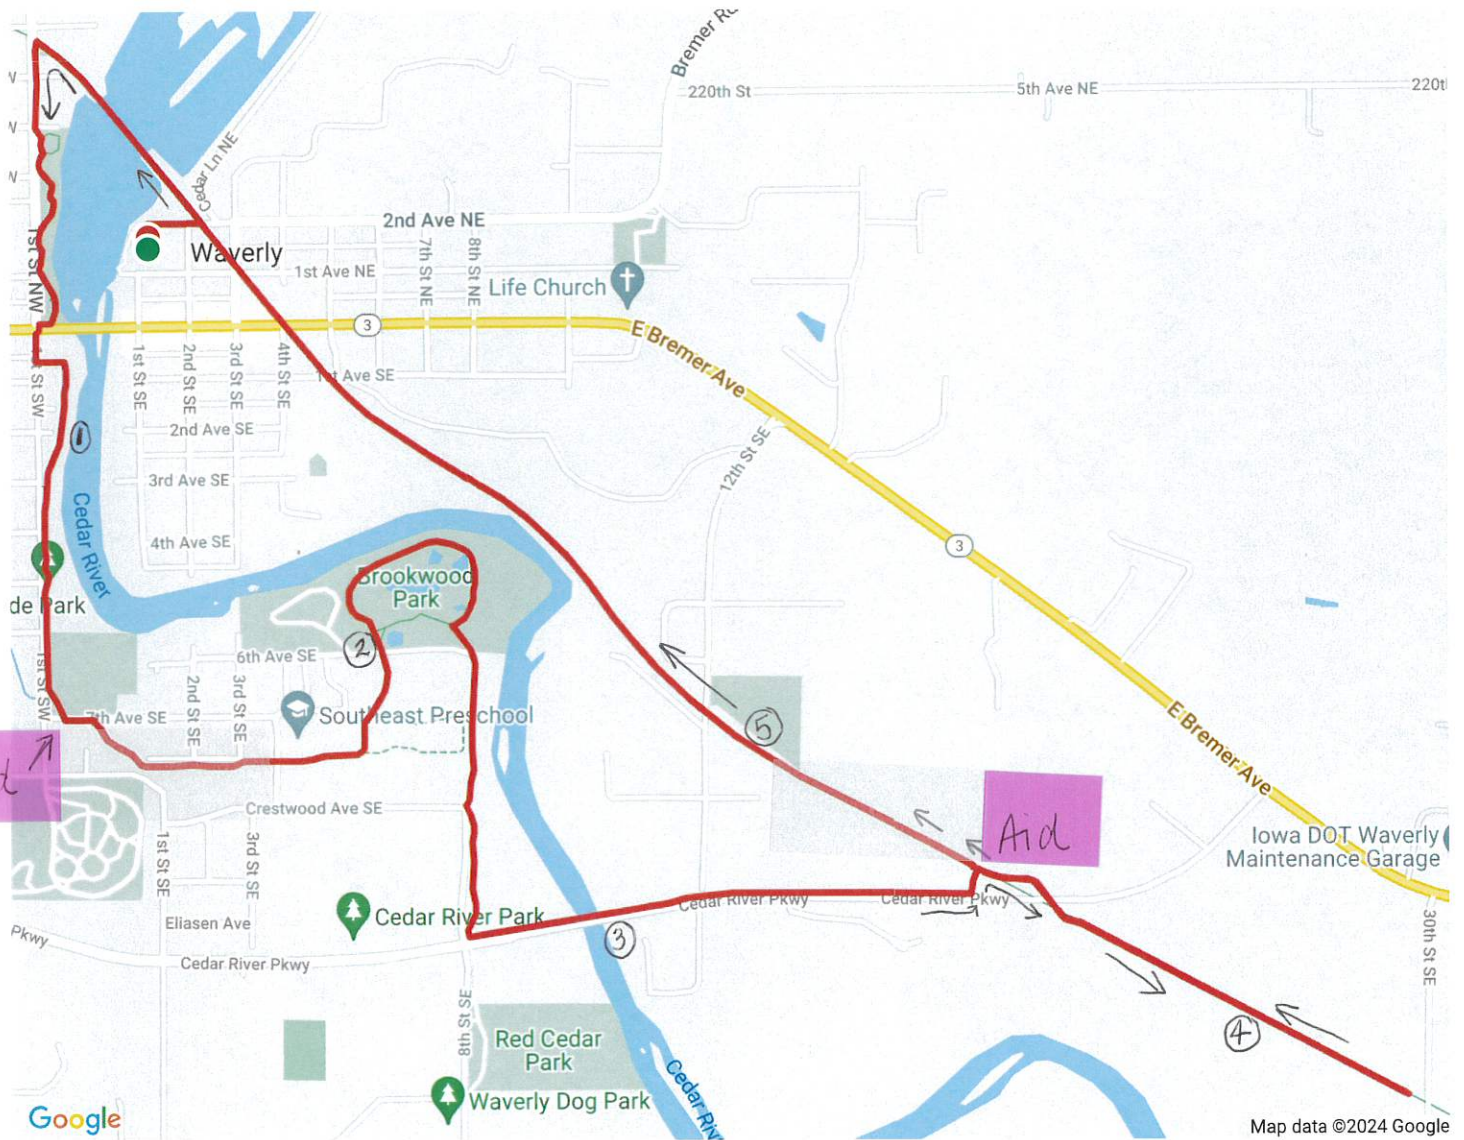 Bremer Rd
220th St
5th Ave NE
220t
W
W
W
Cedar Ln NE
2nd Ave NE
Waverly
1st Ave NE
7th St NE
8th St NE
Life Church
1st St NW
3
E Bremer Ave
1st St SW
1st St SE
2nd St SE
3rd St SE
4th St SE
1st Ave SE
2nd Ave SE
12th St SE
3rd Ave SE
Cedar River
4th Ave SE
3
Brookwood
Park
de Park
2
6th Ave SE
1st St SW
2nd St SE
3rd St SE
7th Ave SE
Southeast Preschool
5
E Bremer Ave
Crestwood Ave SE
Aid
Iowa DOT Waverly
Maintenance Garage
1st St SE
3rd St SE
Cedar River Pkwy
Cedar River Pkwy
Eliasen Ave
Cedar River Park
3
Pkwy
Cedar River Pkwy
30th St SE
8th St SE
4
Red Cedar
Park
Waverly Dog Park
Cedar Riv
Google
Map data ©2024 Google